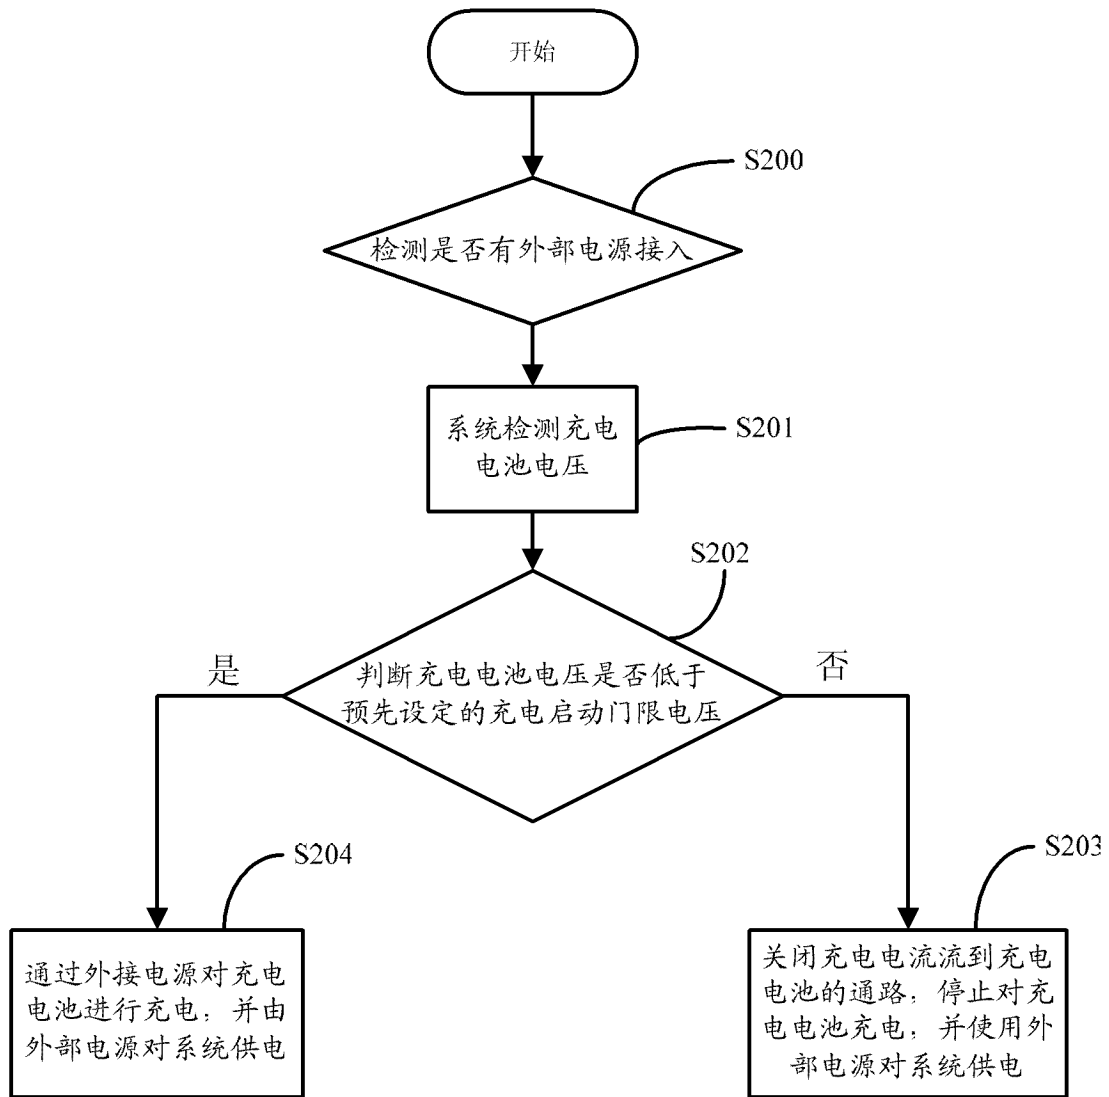 开始
S200
检测是否有外部电源接入
系统检测充电
电池电压
S201
S202
判断充电电池电压是否低于
预先设定的充电启动门限电压
是
否
S204
S203
通过外接电源对充电
电池进行充电；并由
外部电源对系统供电
关闭充电电流流到充电
电池的通路，停止对充
电电池充电，并使用外
部电源对系统供电